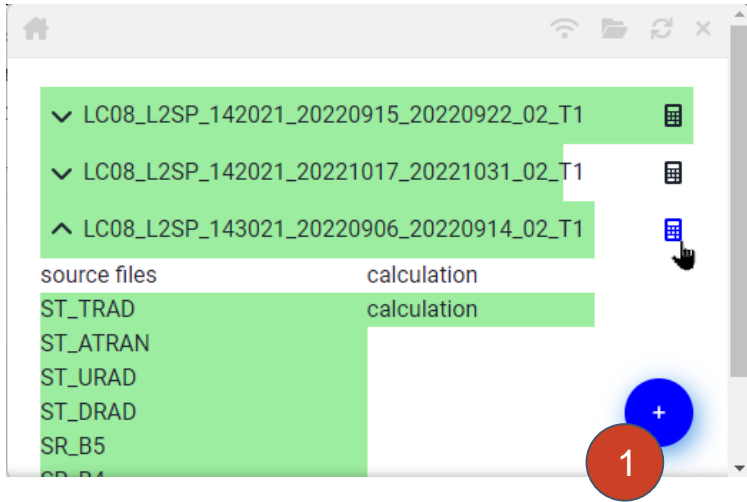 LC08_L2SP_142021_20220915_20220922_02_T1
LC08_L2SP_142021_20221017_20221031_02_T1
LC08_L2SP_143021_20220906_20220914_02_T1
source files calculation
ST_TRAD calculation
ST_ATRAN
ST_URAD
ST_DRAD
SR_B5
+
1